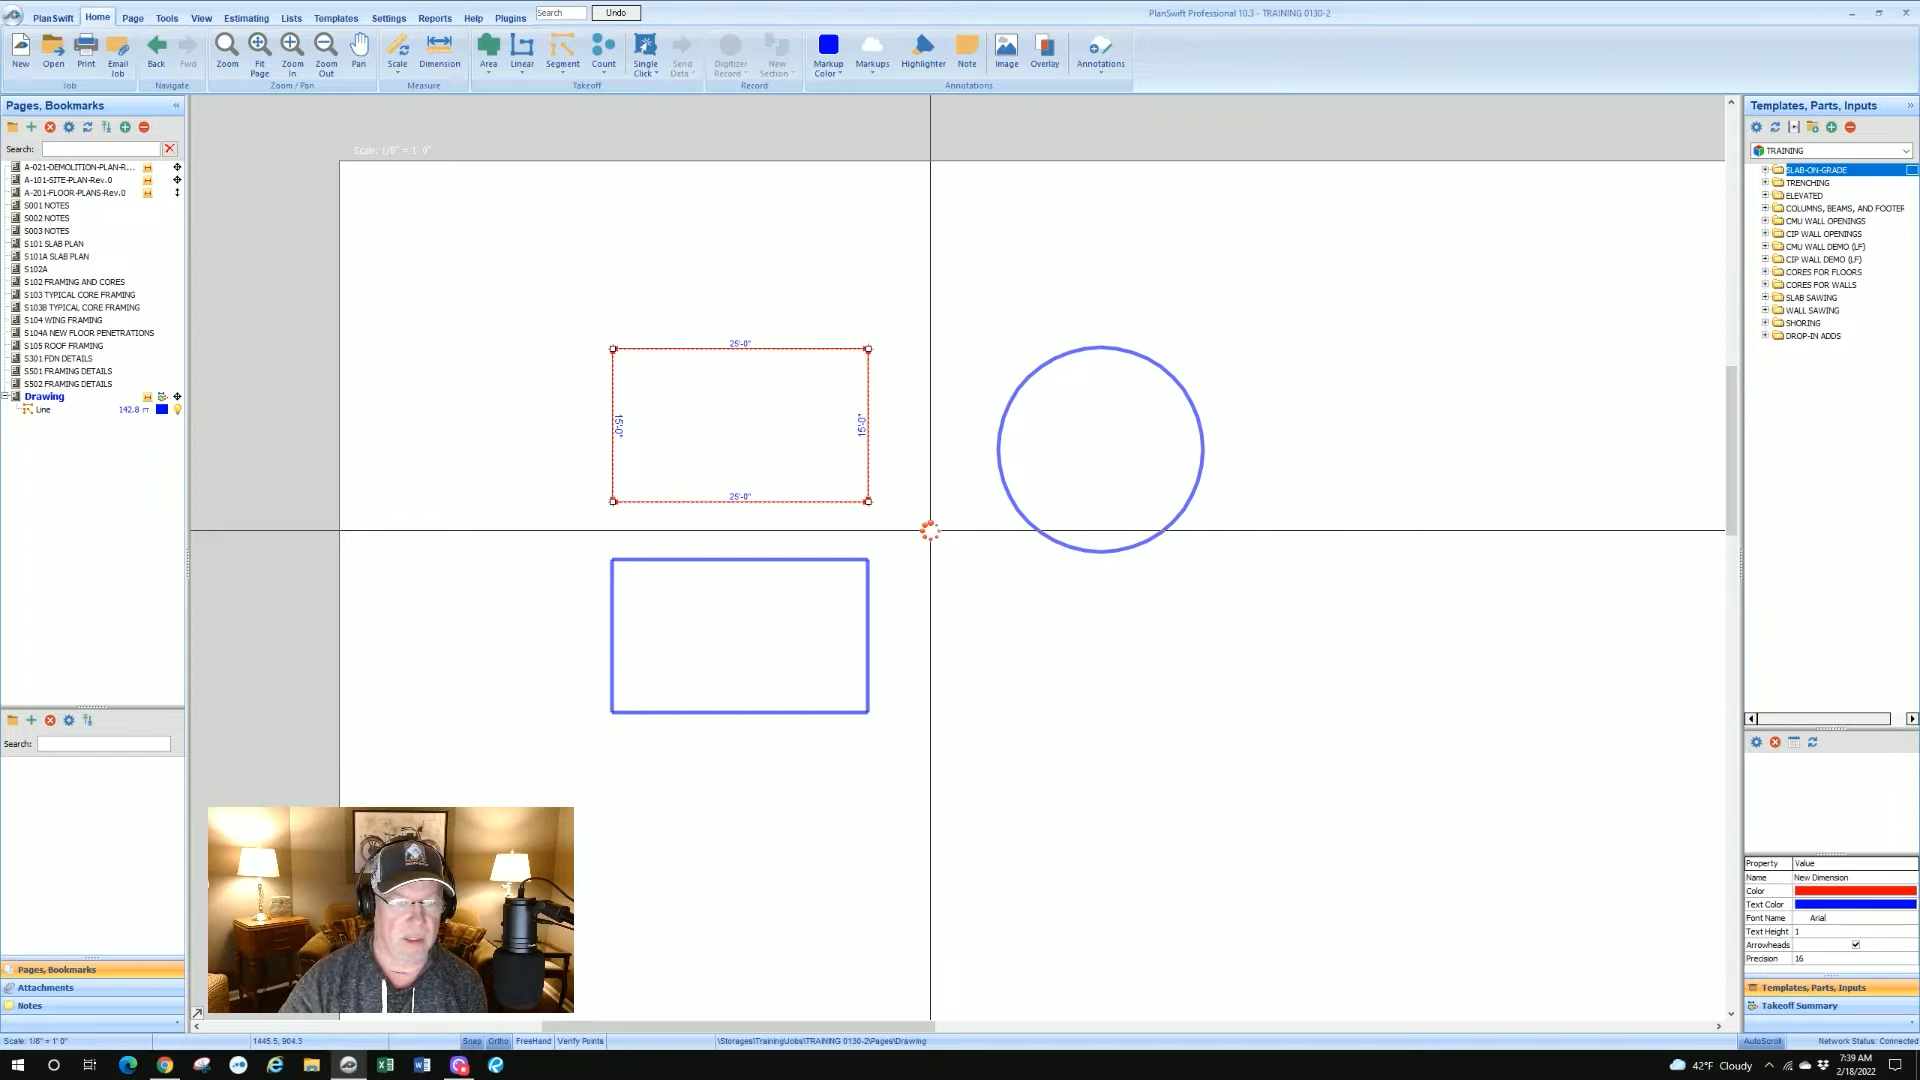 PlanSwift Professional 10.3 - TRAINING 0130-2
PlanSwift Home Page Tools View Estimating Lists Templates Settings Reports Help Plugins Search Undo
New Open Print Email Job Back Fwd Zoom Fit Page Zoom In Zoom Out Pan Scale Dimension Area Linear Segment Count Single Click Send Data Digitizer Record New Section Markup Color Markups Highlighter Note Image Overlay Annotations
Job Navigate Zoom / Pan Measure Takeoff Record Annotations
Pages, Bookmarks
Search:
A-021-DEMOLITION-PLAN-R...
A-101-SITE-PLAN-Rev.0
A-201-FLOOR-PLANS-Rev.0
S001 NOTES
S002 NOTES
S003 NOTES
S101 SLAB PLAN
S101A SLAB PLAN
S102A
S102 FRAMING AND CORES
S103 TYPICAL CORE FRAMING
S103B TYPICAL CORE FRAMING
S104 WING FRAMING
S104A NEW FLOOR PENETRATIONS
S105 ROOF FRAMING
S301 FDN DETAILS
S501 FRAMING DETAILS
S502 FRAMING DETAILS
Drawing
Line 142.8 FT
Search:
Pages, Bookmarks
Attachments
Notes
Scale: 1/8" = 1' 0"
25'-0"
15'-0"
15'-0"
25'-0"
Templates, Parts, Inputs
TRAINING
SLAB-ON-GRADE
TRENCHING
ELEVATED
COLUMNS, BEAMS, AND FOOTER
CMU WALL OPENINGS
CIP WALL OPENINGS
CMU WALL DEMO (LF)
CIP WALL DEMO (LF)
CORES FOR FLOORS
CORES FOR WALLS
SLAB SAWING
WALL SAWING
SHORING
DROP-IN ADDS
Property Value
Name New Dimension
Color
Text Color
Font Name Arial
Text Height 1
Arrowheads
Precision 16
Templates, Parts, Inputs
Takeoff Summary
Scale: 1/8" = 1' 0" 1445.5, 904.3 Snap Ortho FreeHand Verify Points \Storages\Training\Jobs\TRAINING 0130-2\Pages\Drawing AutoScroll Network Status: Connected
42°F Cloudy
7:39 AM
2/18/2022